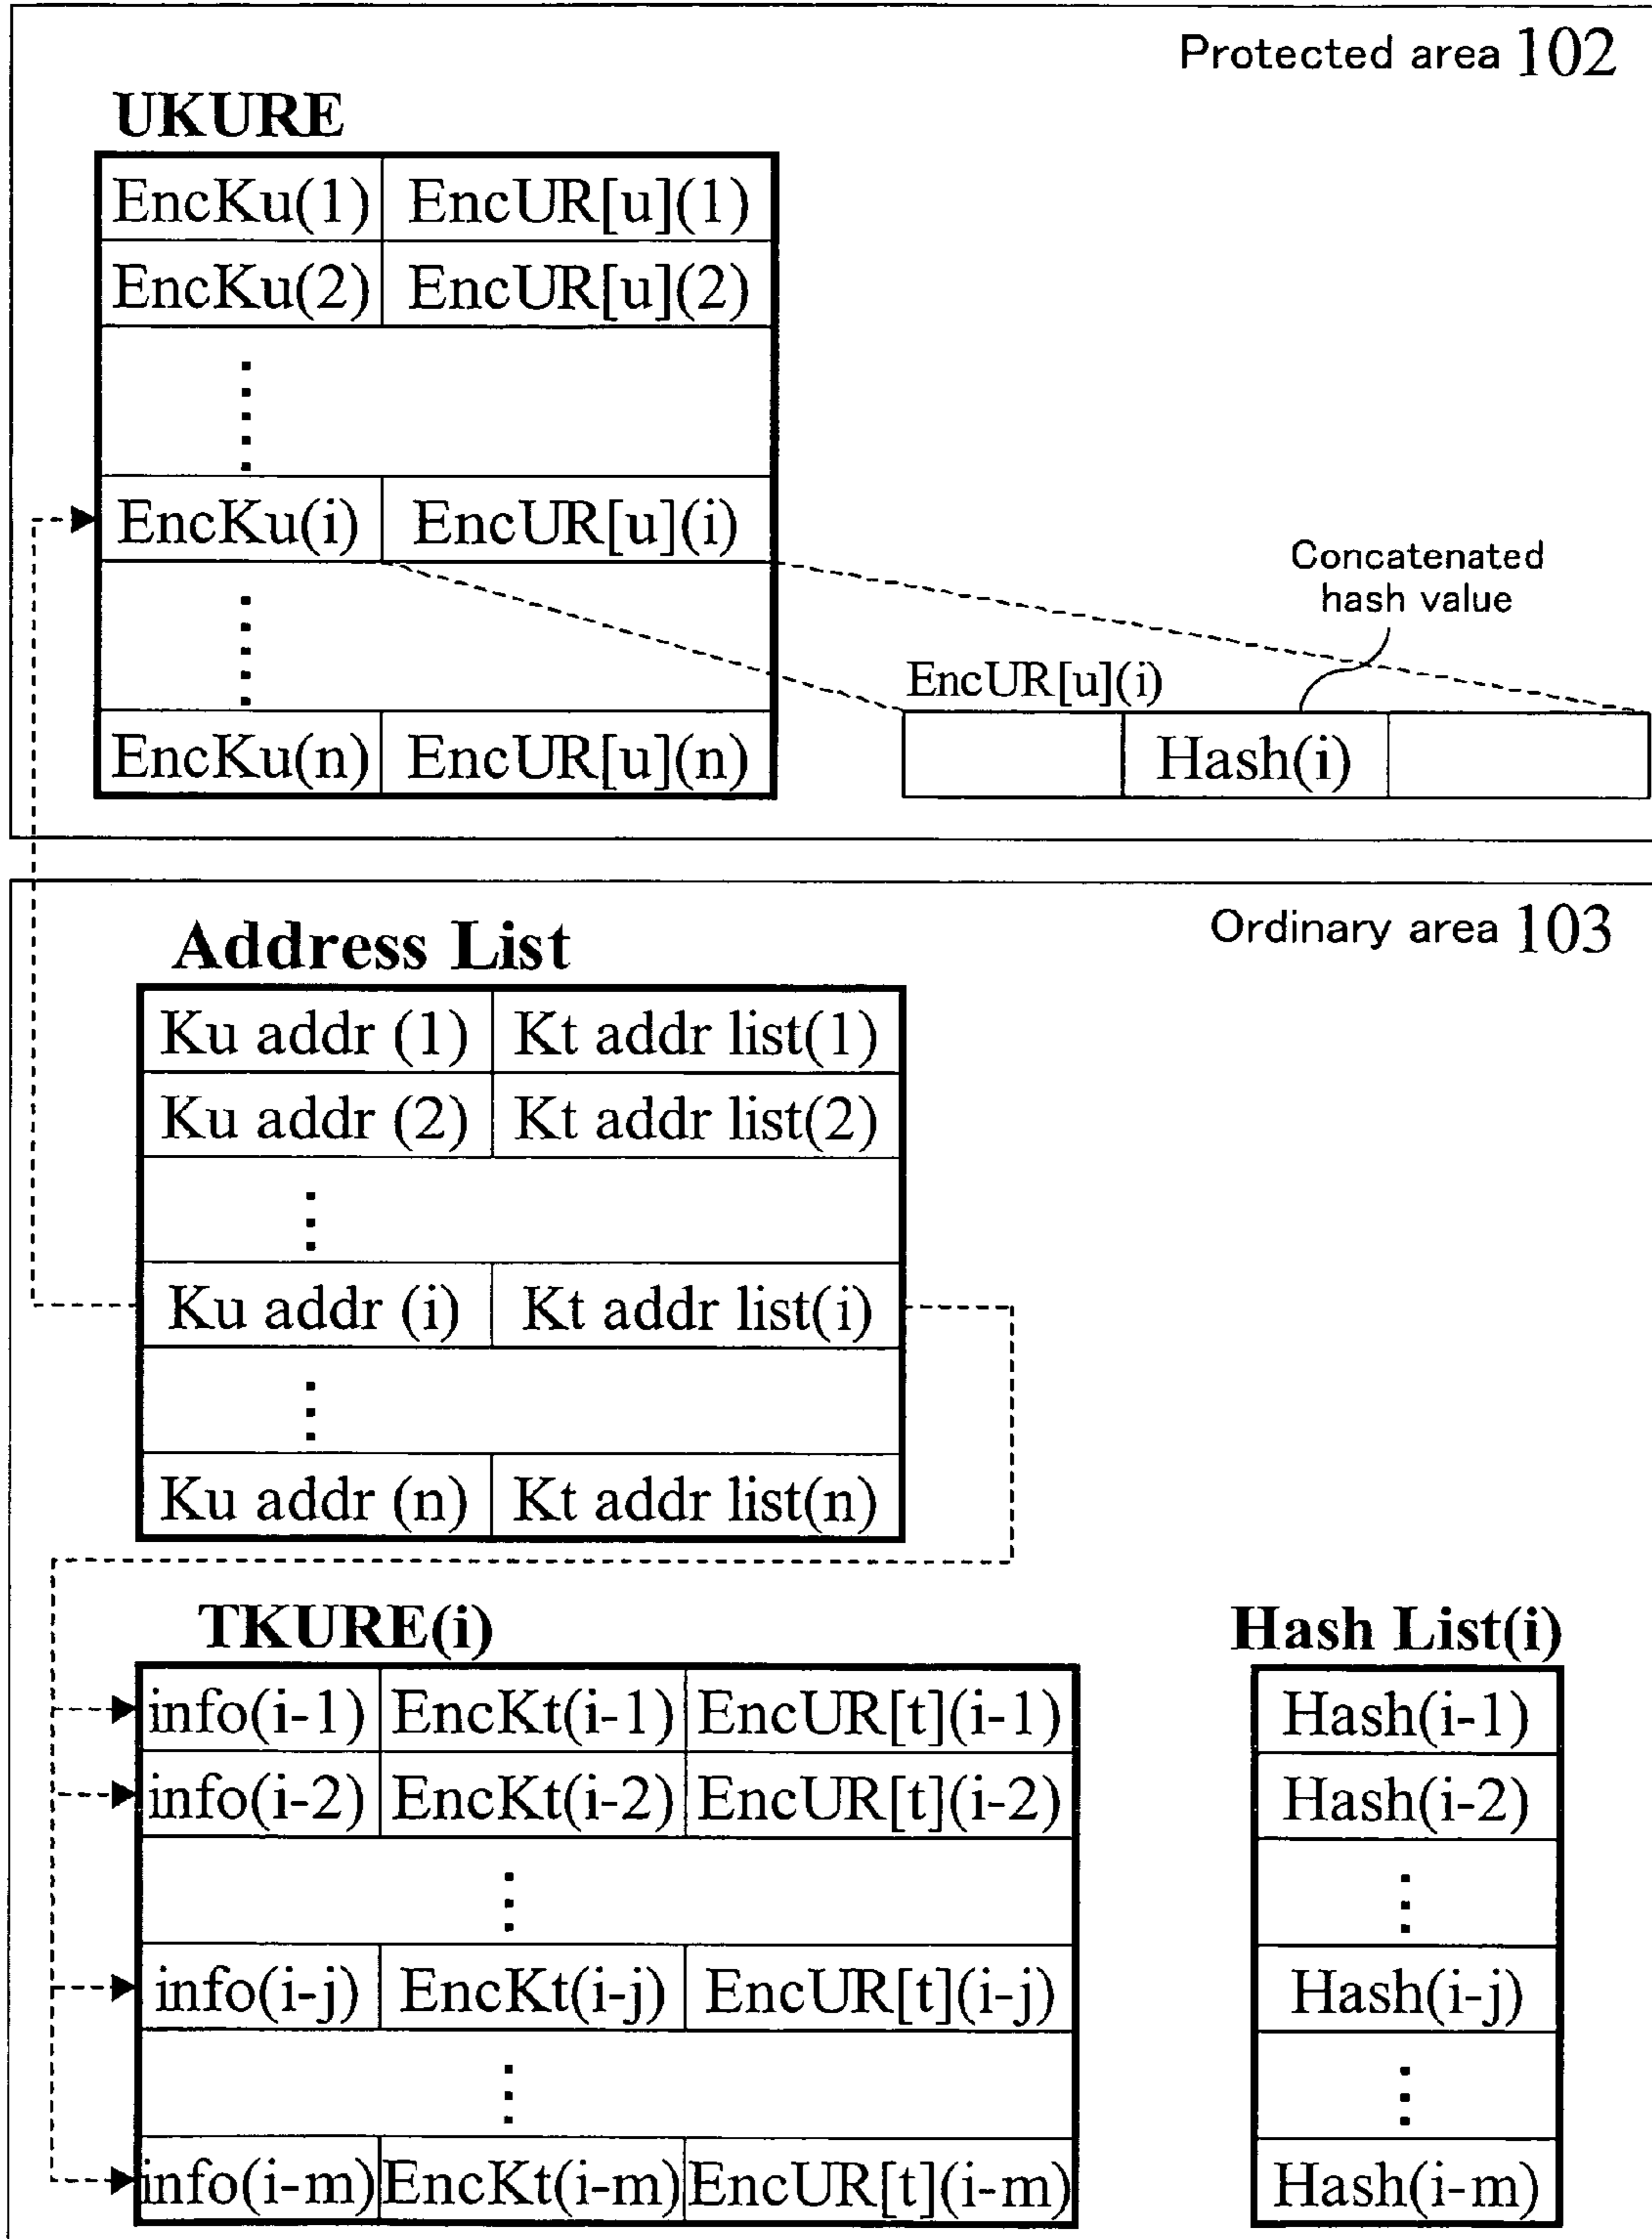 Protected area 102
UKURE
EncKu(1) EncUR[u](1)
EncKu(2) EncUR[u](2)
EncKu(i) EncUR[u](i)
Concatenated
hash value
EncUR[u](i)
EncKu(n) EncUR[u](n)
Hash(i)
Ordinary area 103
Address List
Ku addr (1) Kt addr list(1)
Ku addr (2) Kt addr list(2)
Ku addr (i) Kt addr list(i)
Ku addr (n) Kt addr list(n)
TKURE(i)
info(i-1) EncKt(i-1) EncUR[t](i-1)
info(i-2) EncKt(i-2) EncUR[t](i-2)
info(i-j) EncKt(i-j) EncUR[t](i-j)
info(i-m) EncKt(i-m) EncUR[t](i-m)
Hash List(i)
Hash(i-1)
Hash(i-2)
Hash(i-j)
Hash(i-m)